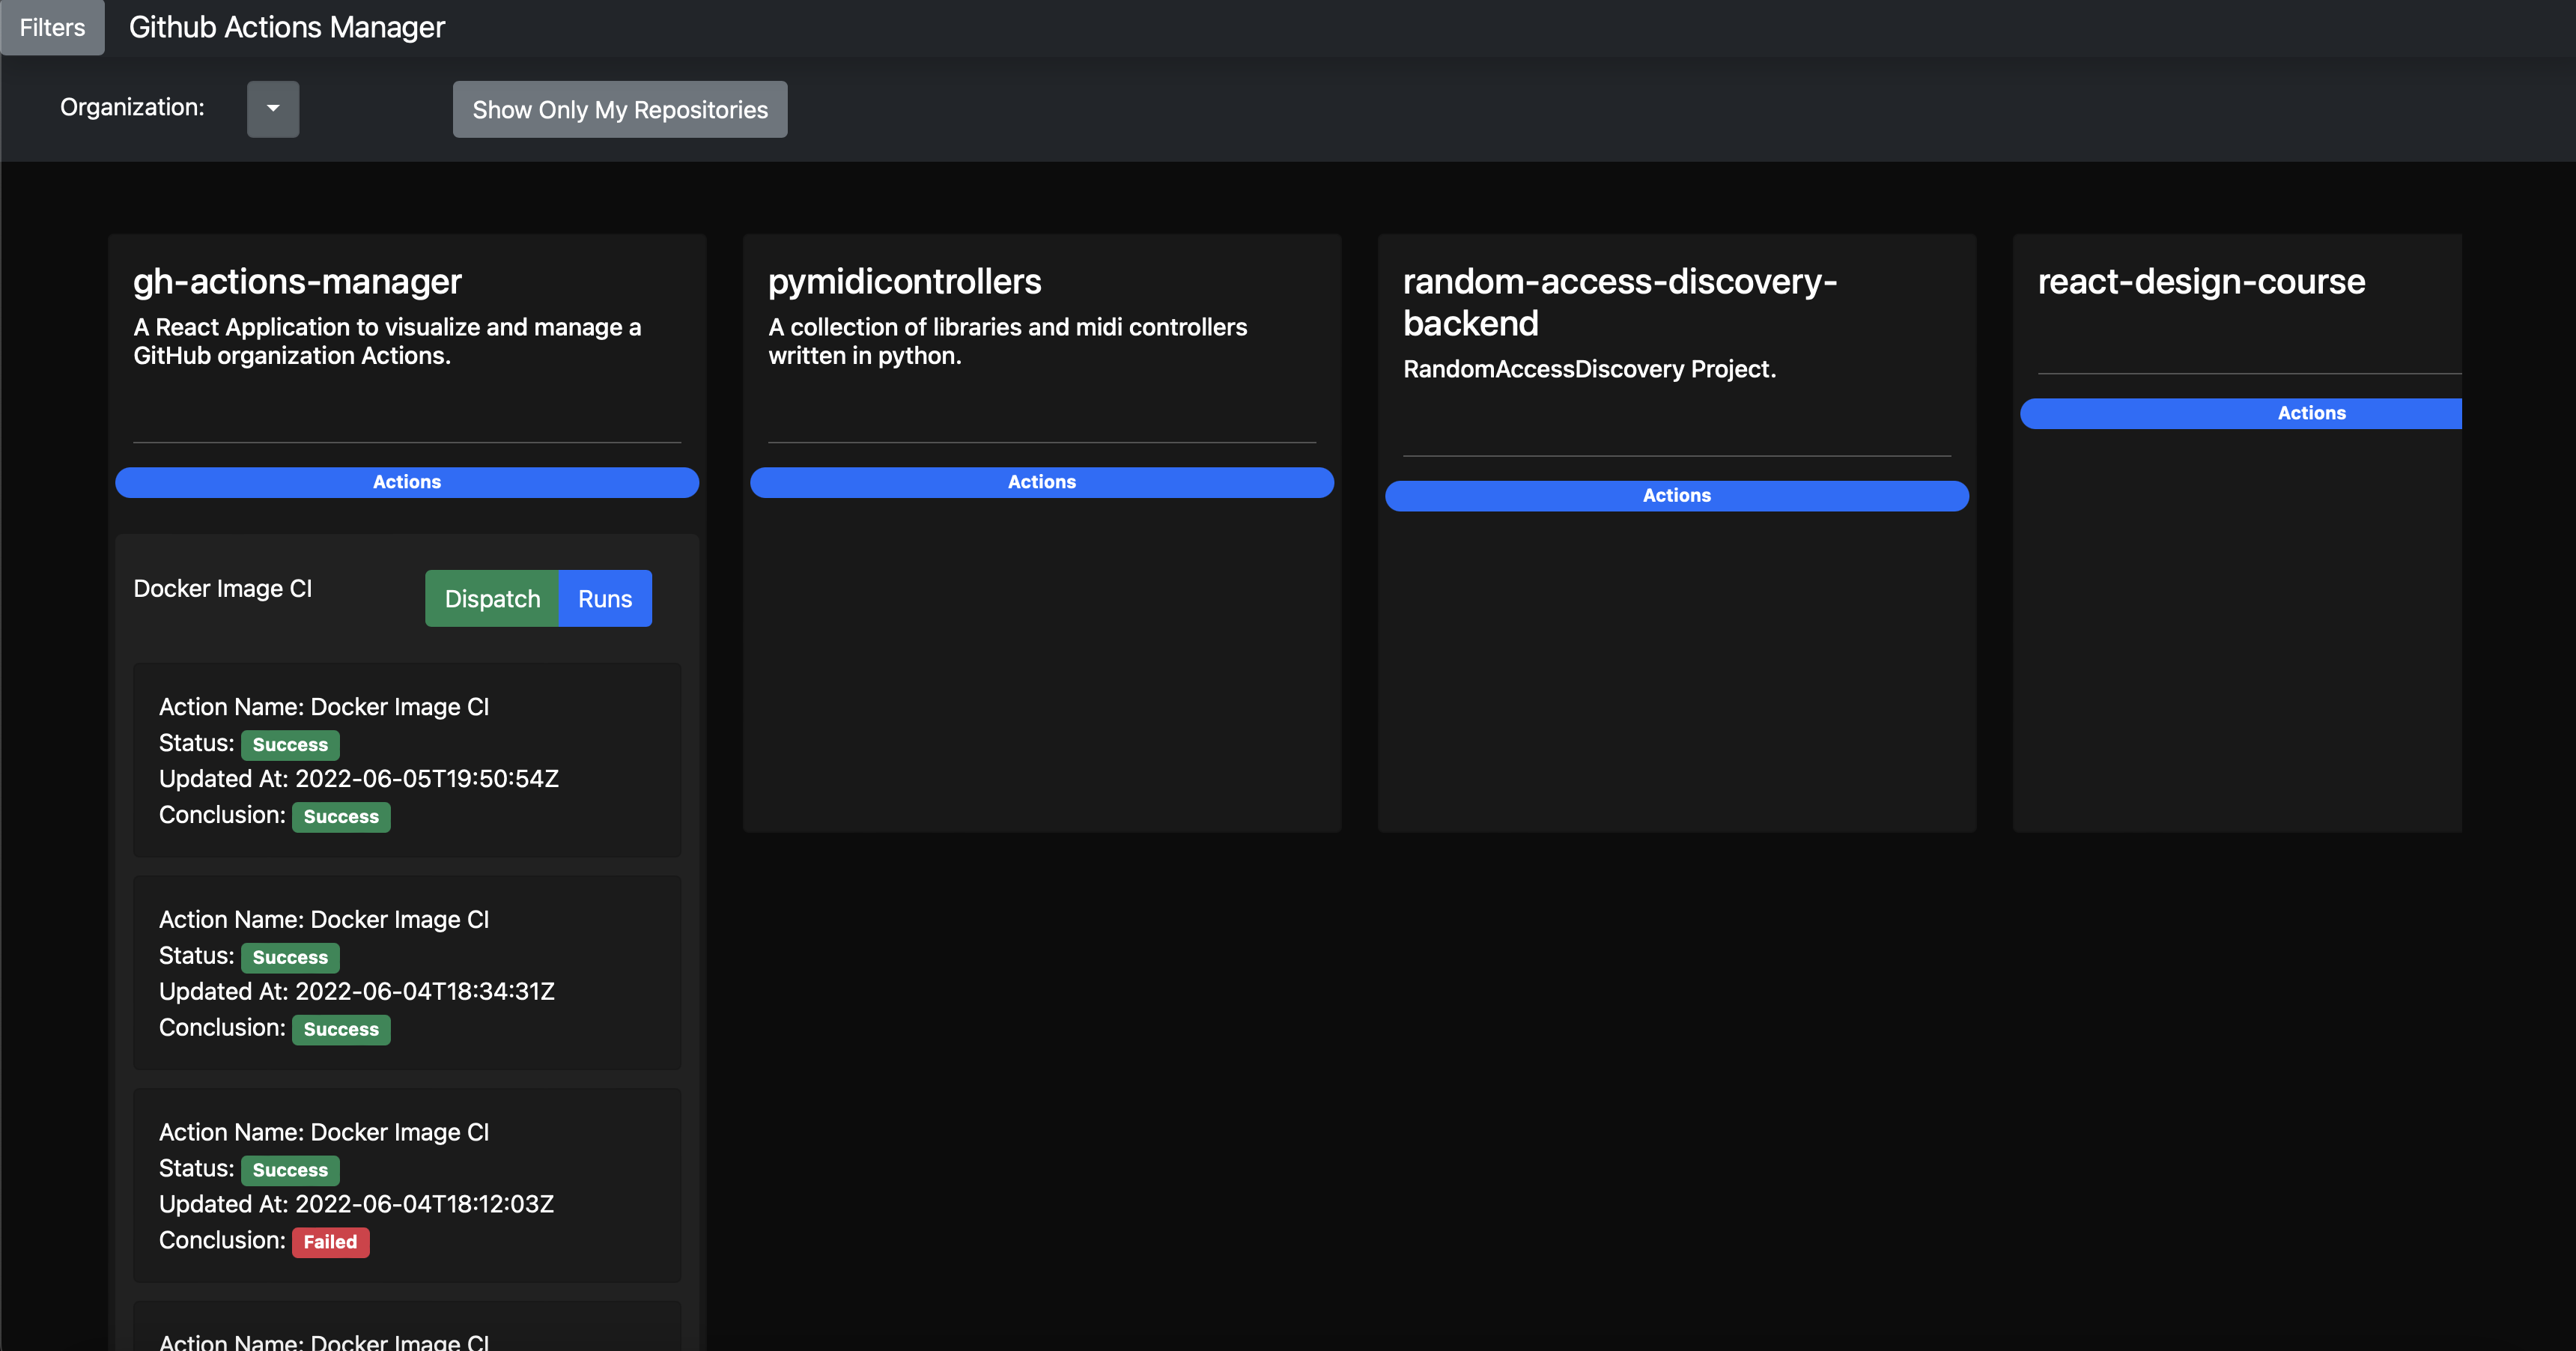 Filters
Github Actions Manager
Organization:
Show Only My Repositories
gh-actions-manager
A React Application to visualize and manage a
GitHub organization Actions.
Actions
Docker Image CI
Dispatch
Runs
Action Name: Docker Image CI
Status: Success
Updated At: 2022-06-05T19:50:54Z
Conclusion: Success
Action Name: Docker Image CI
Status: Success
Updated At: 2022-06-04T18:34:31Z
Conclusion: Success
Action Name: Docker Image CI
Status: Success
Updated At: 2022-06-04T18:12:03Z
Conclusion: Failed
Action Name: Docker Image CI
pymidicontrollers
A collection of libraries and midi controllers
written in python.
Actions
random-access-discovery-
backend
RandomAccessDiscovery Project.
Actions
react-design-course
Actions